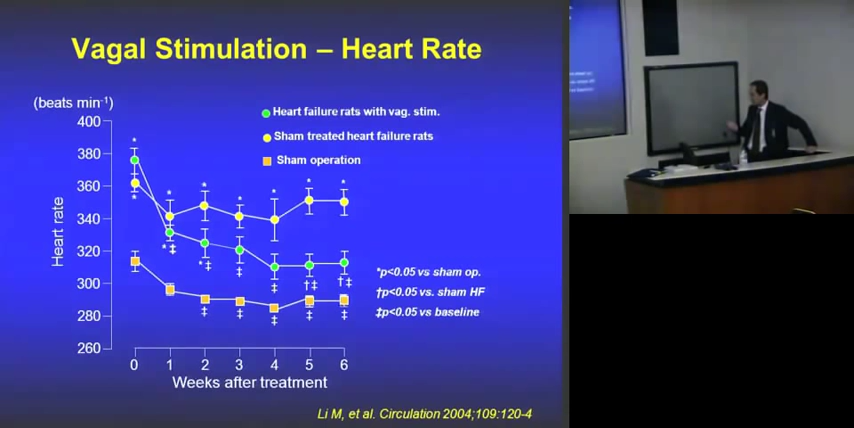 Vagal Stimulation – Heart Rate
(beats min-1)
Heart failure rats with vag. stim.
Sham treated heart failure rats
Sham operation
400
380
360
340
320
300
280
260
Heart rate
* * * * * * *
*
*‡ *‡ ‡ ‡ †‡ †‡
‡ ‡ ‡ ‡ ‡
*p<0.05 vs sham op.
†p<0.05 vs. sham HF
‡p<0.05 vs baseline
0 1 2 3 4 5 6
Weeks after treatment
Li M, et al. Circulation 2004;109:120-4